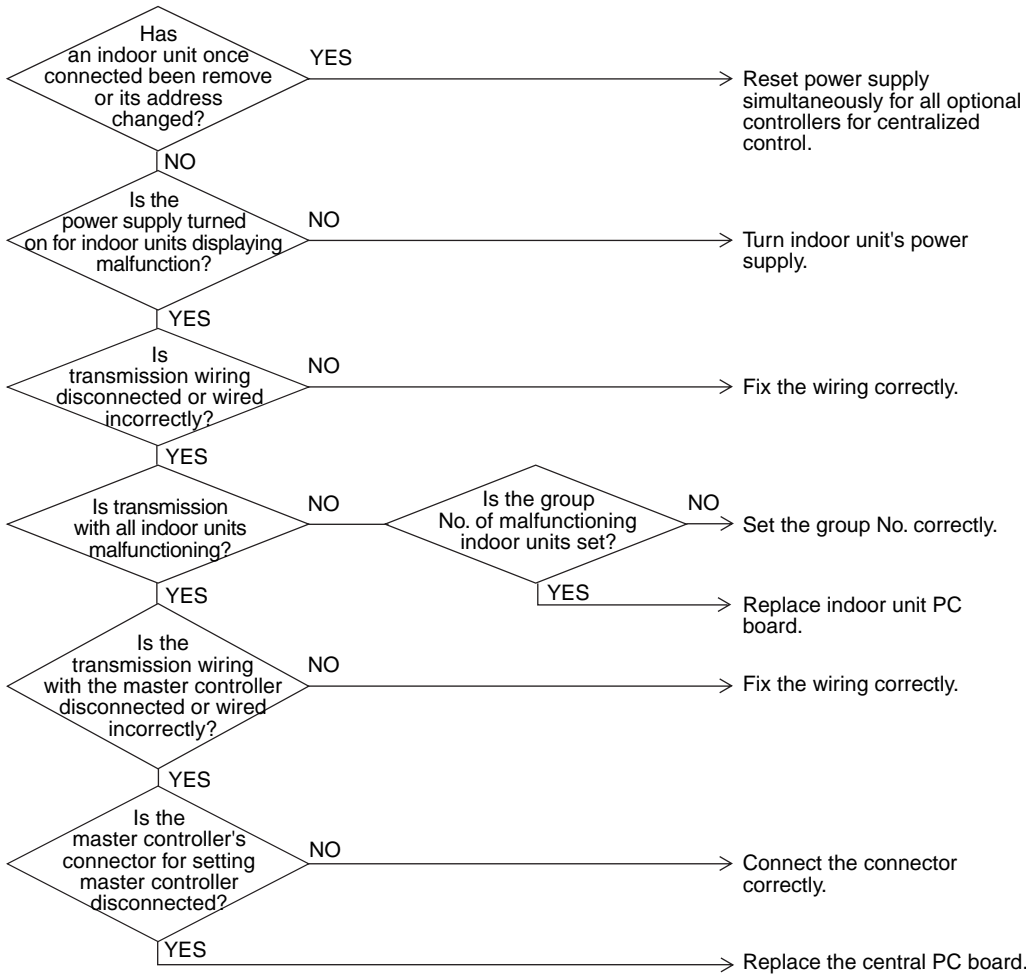 Has
an indoor unit once
connected been remove
or its address
changed?
YES
Reset power supply
simultaneously for all optional
controllers for centralized
control.
NO
Is the
power supply turned
on for indoor units displaying
malfunction?
NO
Turn indoor unit's power
supply.
YES
Is
transmission wiring
disconnected or wired
incorrectly?
NO
Fix the wiring correctly.
YES
Is transmission
with all indoor units
malfunctioning?
NO
Is the group
No. of malfunctioning
indoor units set?
NO
Set the group No. correctly.
YES
Replace indoor unit PC
board.
YES
Is the
transmission wiring
with the master controller
disconnected or wired
incorrectly?
NO
Fix the wiring correctly.
YES
Is the
master controller's
connector for setting
master controller
disconnected?
NO
Connect the connector
correctly.
YES
Replace the central PC board.